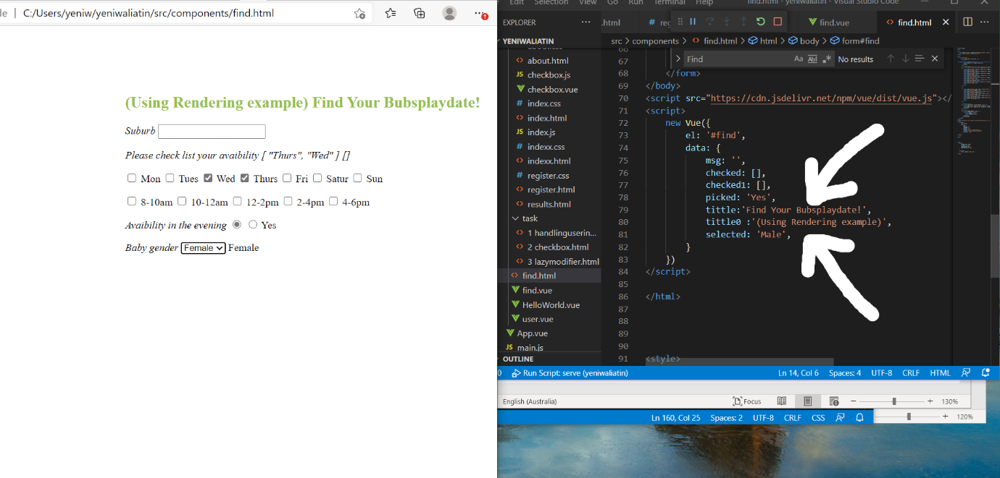 le | C:/Users/yeniw/yeniwaliatin/src/components/find.html
(Using Rendering example) Find Your Bubsplaydate!
Suburb
Please check list your avaibility [ "Thurs", "Wed" ] []
Mon Tues Wed Thurs Fri Satur Sun
8-10am 10-12am 12-2pm 2-4pm 4-6pm
Avaibility in the evening Yes
Baby gender Female Female
Edit Selection View Go Run Terminal Help find.html - yeniwaliatin - Visual Studio Code
EXPLORER
.html # reg find.vue find.html
YENIWALIATIN
src > components > find.html > html > body > form#find
about.html
checkbox.js
checkbox.vue
index.css
index.html
index.js
indexx.css
indexx.html
register.css
register.html
results.html
task
1 handlinguserin...
2 checkbox.html
3 lazymodifier.html
find.html
find.vue
HelloWorld.vue
user.vue
App.vue
main.js
OUTLINE
Find Aa Abl .* No results
66
67
68 </form>
69 </body>
70 <script src="https://cdn.jsdelivr.net/npm/vue/dist/vue.js"></
71 <script>
72 new Vue({
73 el: '#find',
74 data: {
75 msg: '',
76 checked: [],
77 checked1: [],
78 picked: 'Yes',
79 tittle:'Find Your Bubsplaydate!',
80 tittle0 :'(Using Rendering example)',
81 selected: 'Male',
82 }
83 })
84 </script>
85
86 </html>
87
88
89
90
91 <style>
0 Run Script: serve (yeniwaliatin) Ln 14, Col 6 Spaces: 4 UTF-8 CRLF HTML
English (Australia) Focus 130%
Ln 160, Col 25 Spaces: 2 UTF-8 CRLF CSS 120%